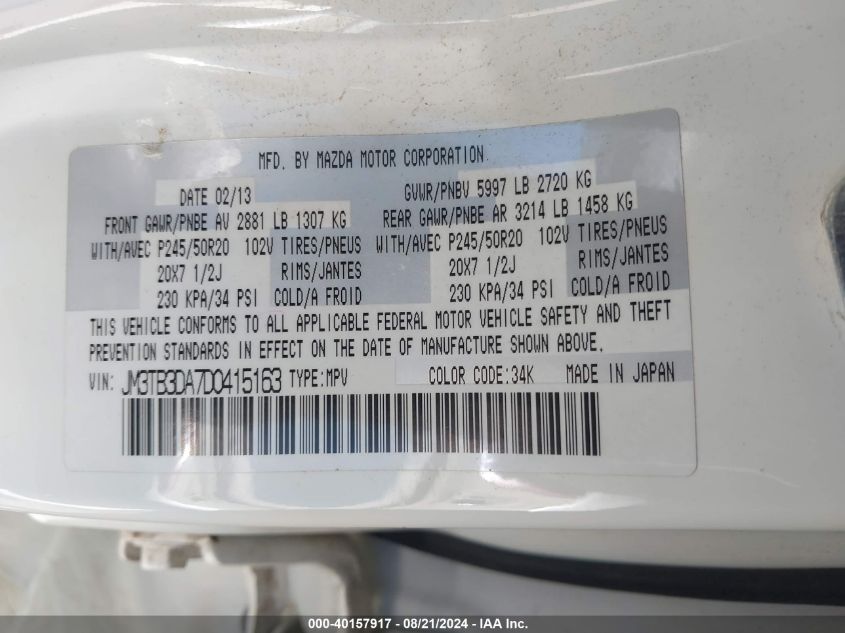 MFD. BY MAZDA MOTOR CORPORATION
DATE 02/13 GVWR/PNBV 5997 LB 2720 KG
FRONT GAWR/PNBE AV 2881 LB 1307 KG REAR GAWR/PNBE AR 3214 LB 1458 KG
WITH/AVEC P245/50R20 102V TIRES/PNEUS WITH/AVEC P245/50R20 102V TIRES/PNEUS
20X7 1/2J RIMS/JANTES 20X7 1/2J RIMS/JANTES
230 KPA/34 PSI COLD/A FROID 230 KPA/34 PSI COLD/A FROID
THIS VEHICLE CONFORMS TO ALL APPLICABLE FEDERAL MOTOR VEHICLE SAFETY AND THEFT
PREVENTION STANDARDS IN EFFECT ON THE DATE OF MANUFACTURE SHOWN ABOVE.
VIN: JM3TB3DA7D0415163 TYPE:MPV COLOR CODE:34K MADE IN JAPAN
000-40157917 - 08/21/2024 - IAA Inc.